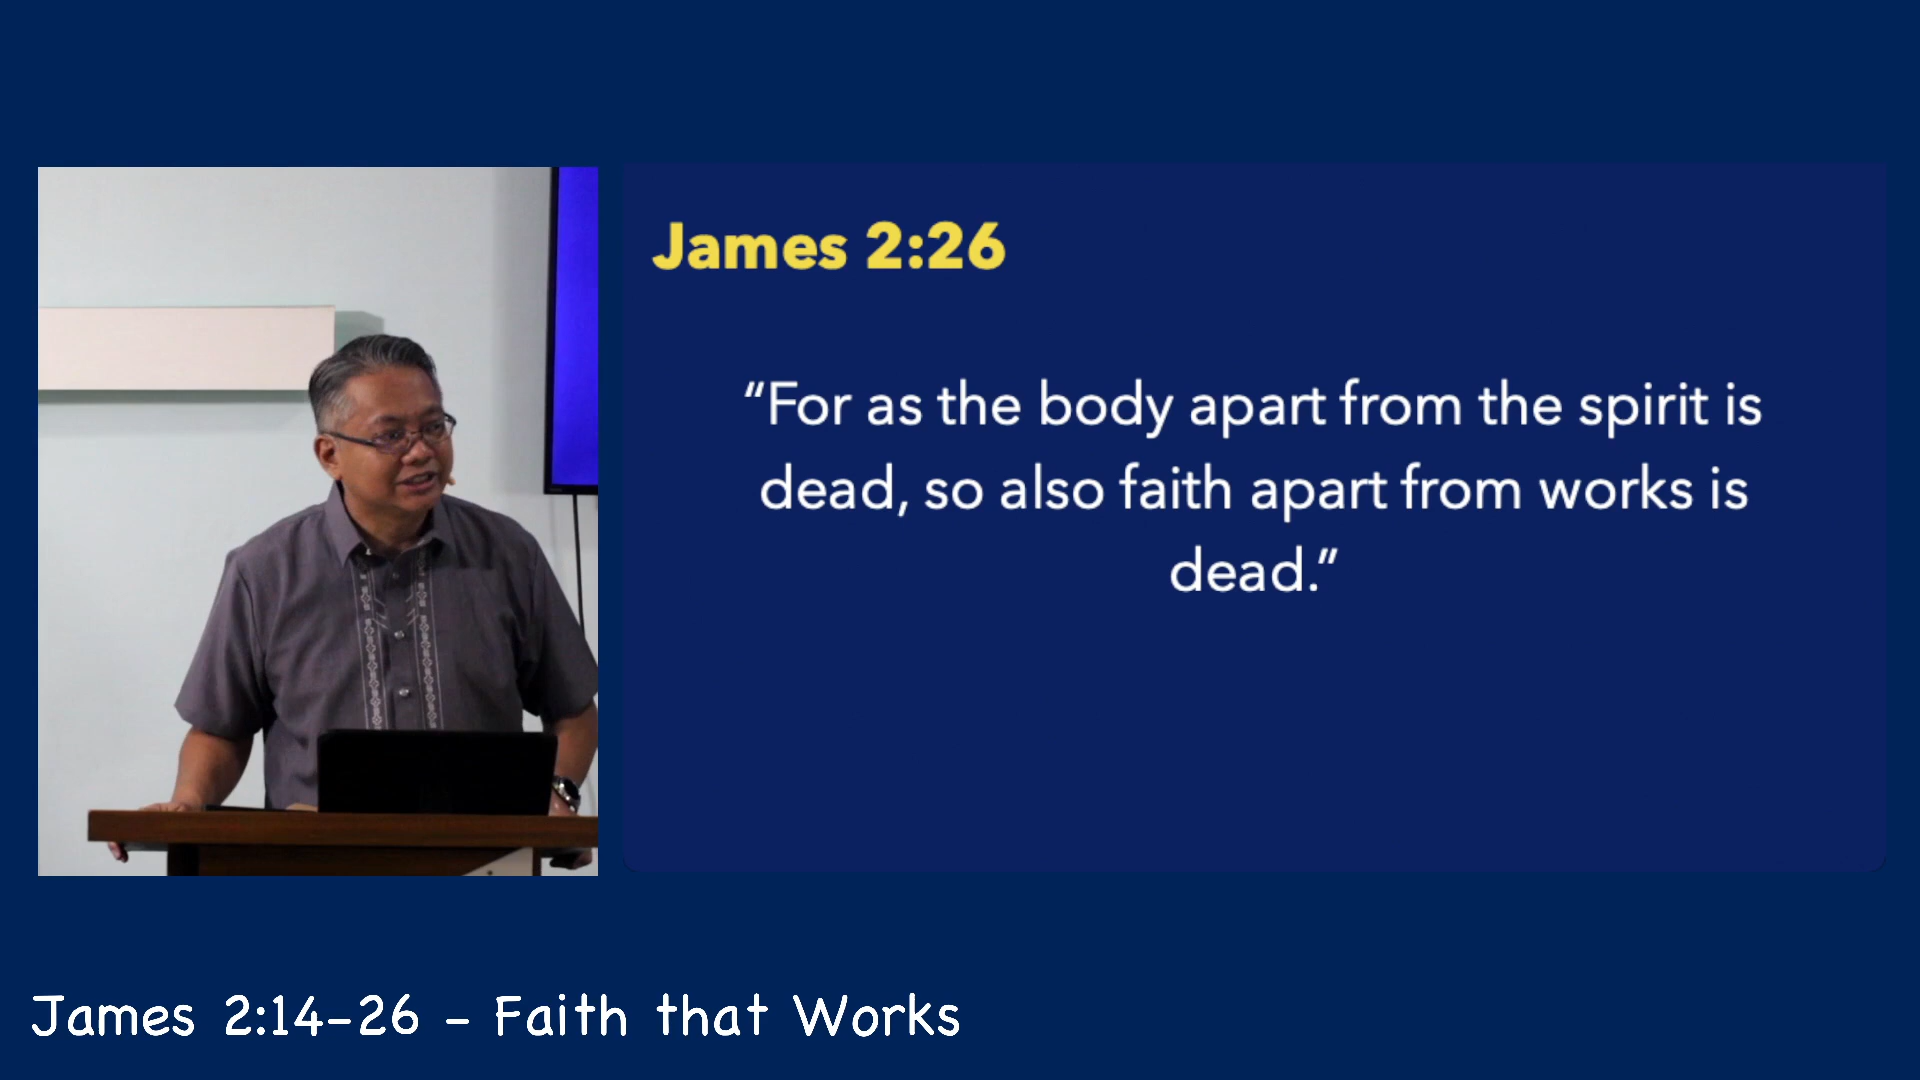 James 2:26
“For as the body apart from the spirit is
dead, so also faith apart from works is
dead.”
James 2:14-26 - Faith that Works